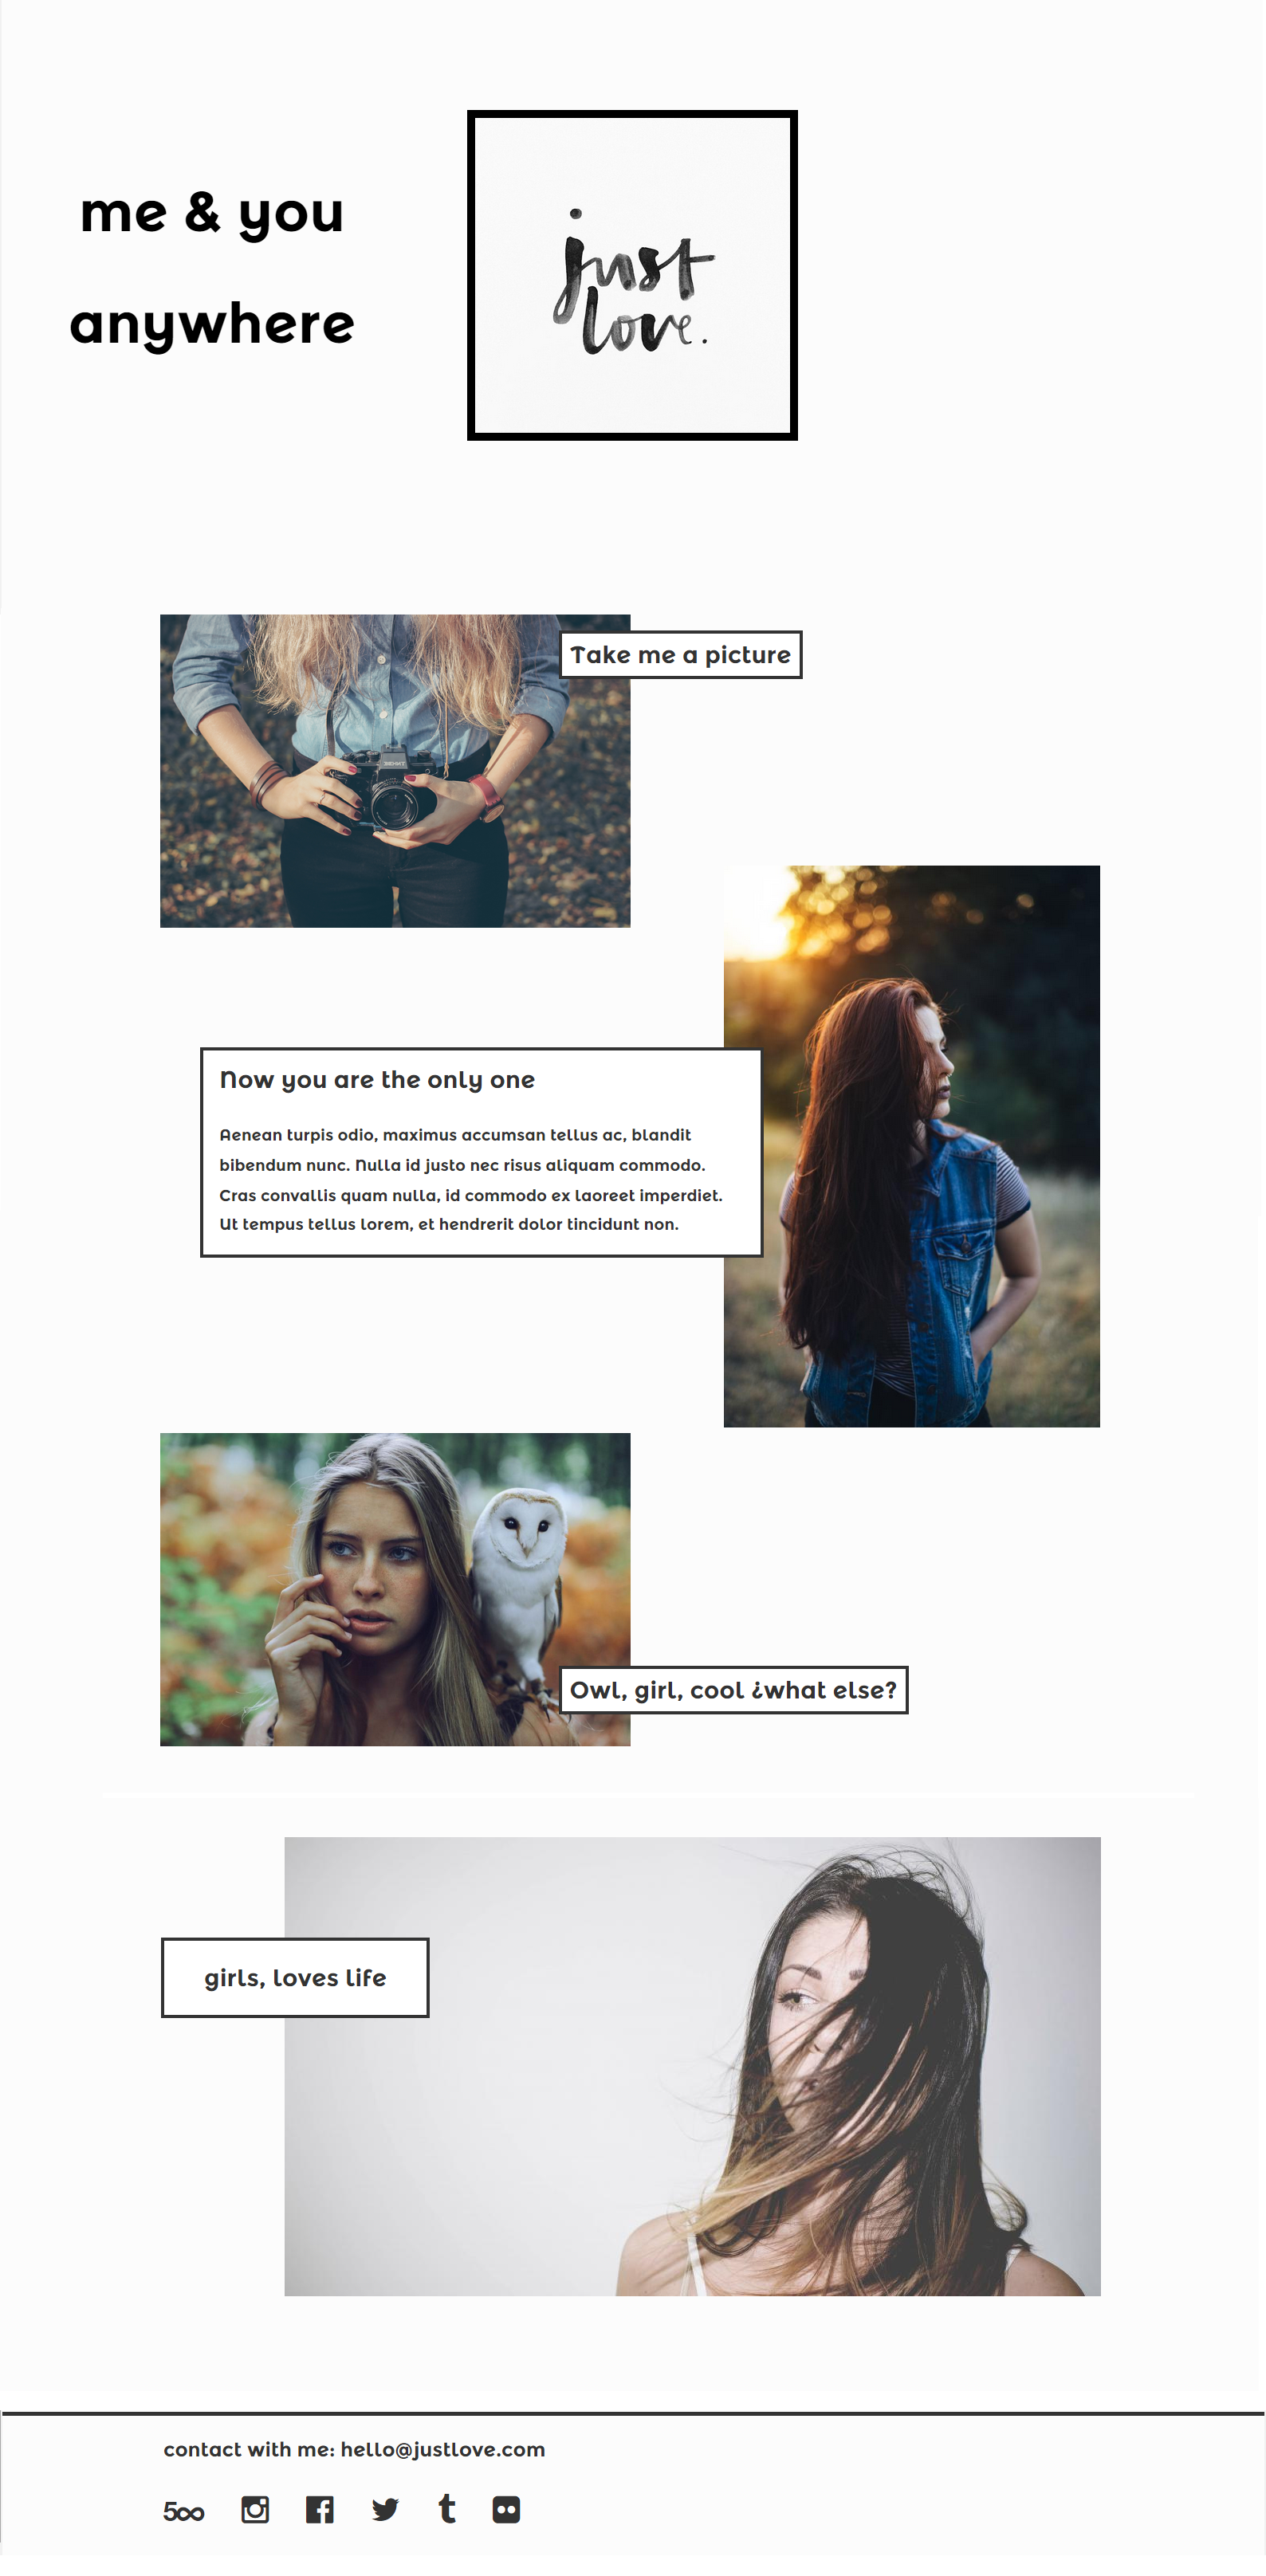 me & you
anywhere
just
love.
Take me a picture
ЗЕНИТ
Now you are the only one
Aenean turpis odio, maximus accumsan tellus ac, blandit
bibendum nunc. Nulla id justo nec risus aliquam commodo.
Cras convallis quam nulla, id commodo ex laoreet imperdiet.
Ut tempus tellus lorem, et hendrerit dolor tincidunt non.
Owl, girl, cool ¿what else?
girls, loves life
contact with me: hello@justlove.com